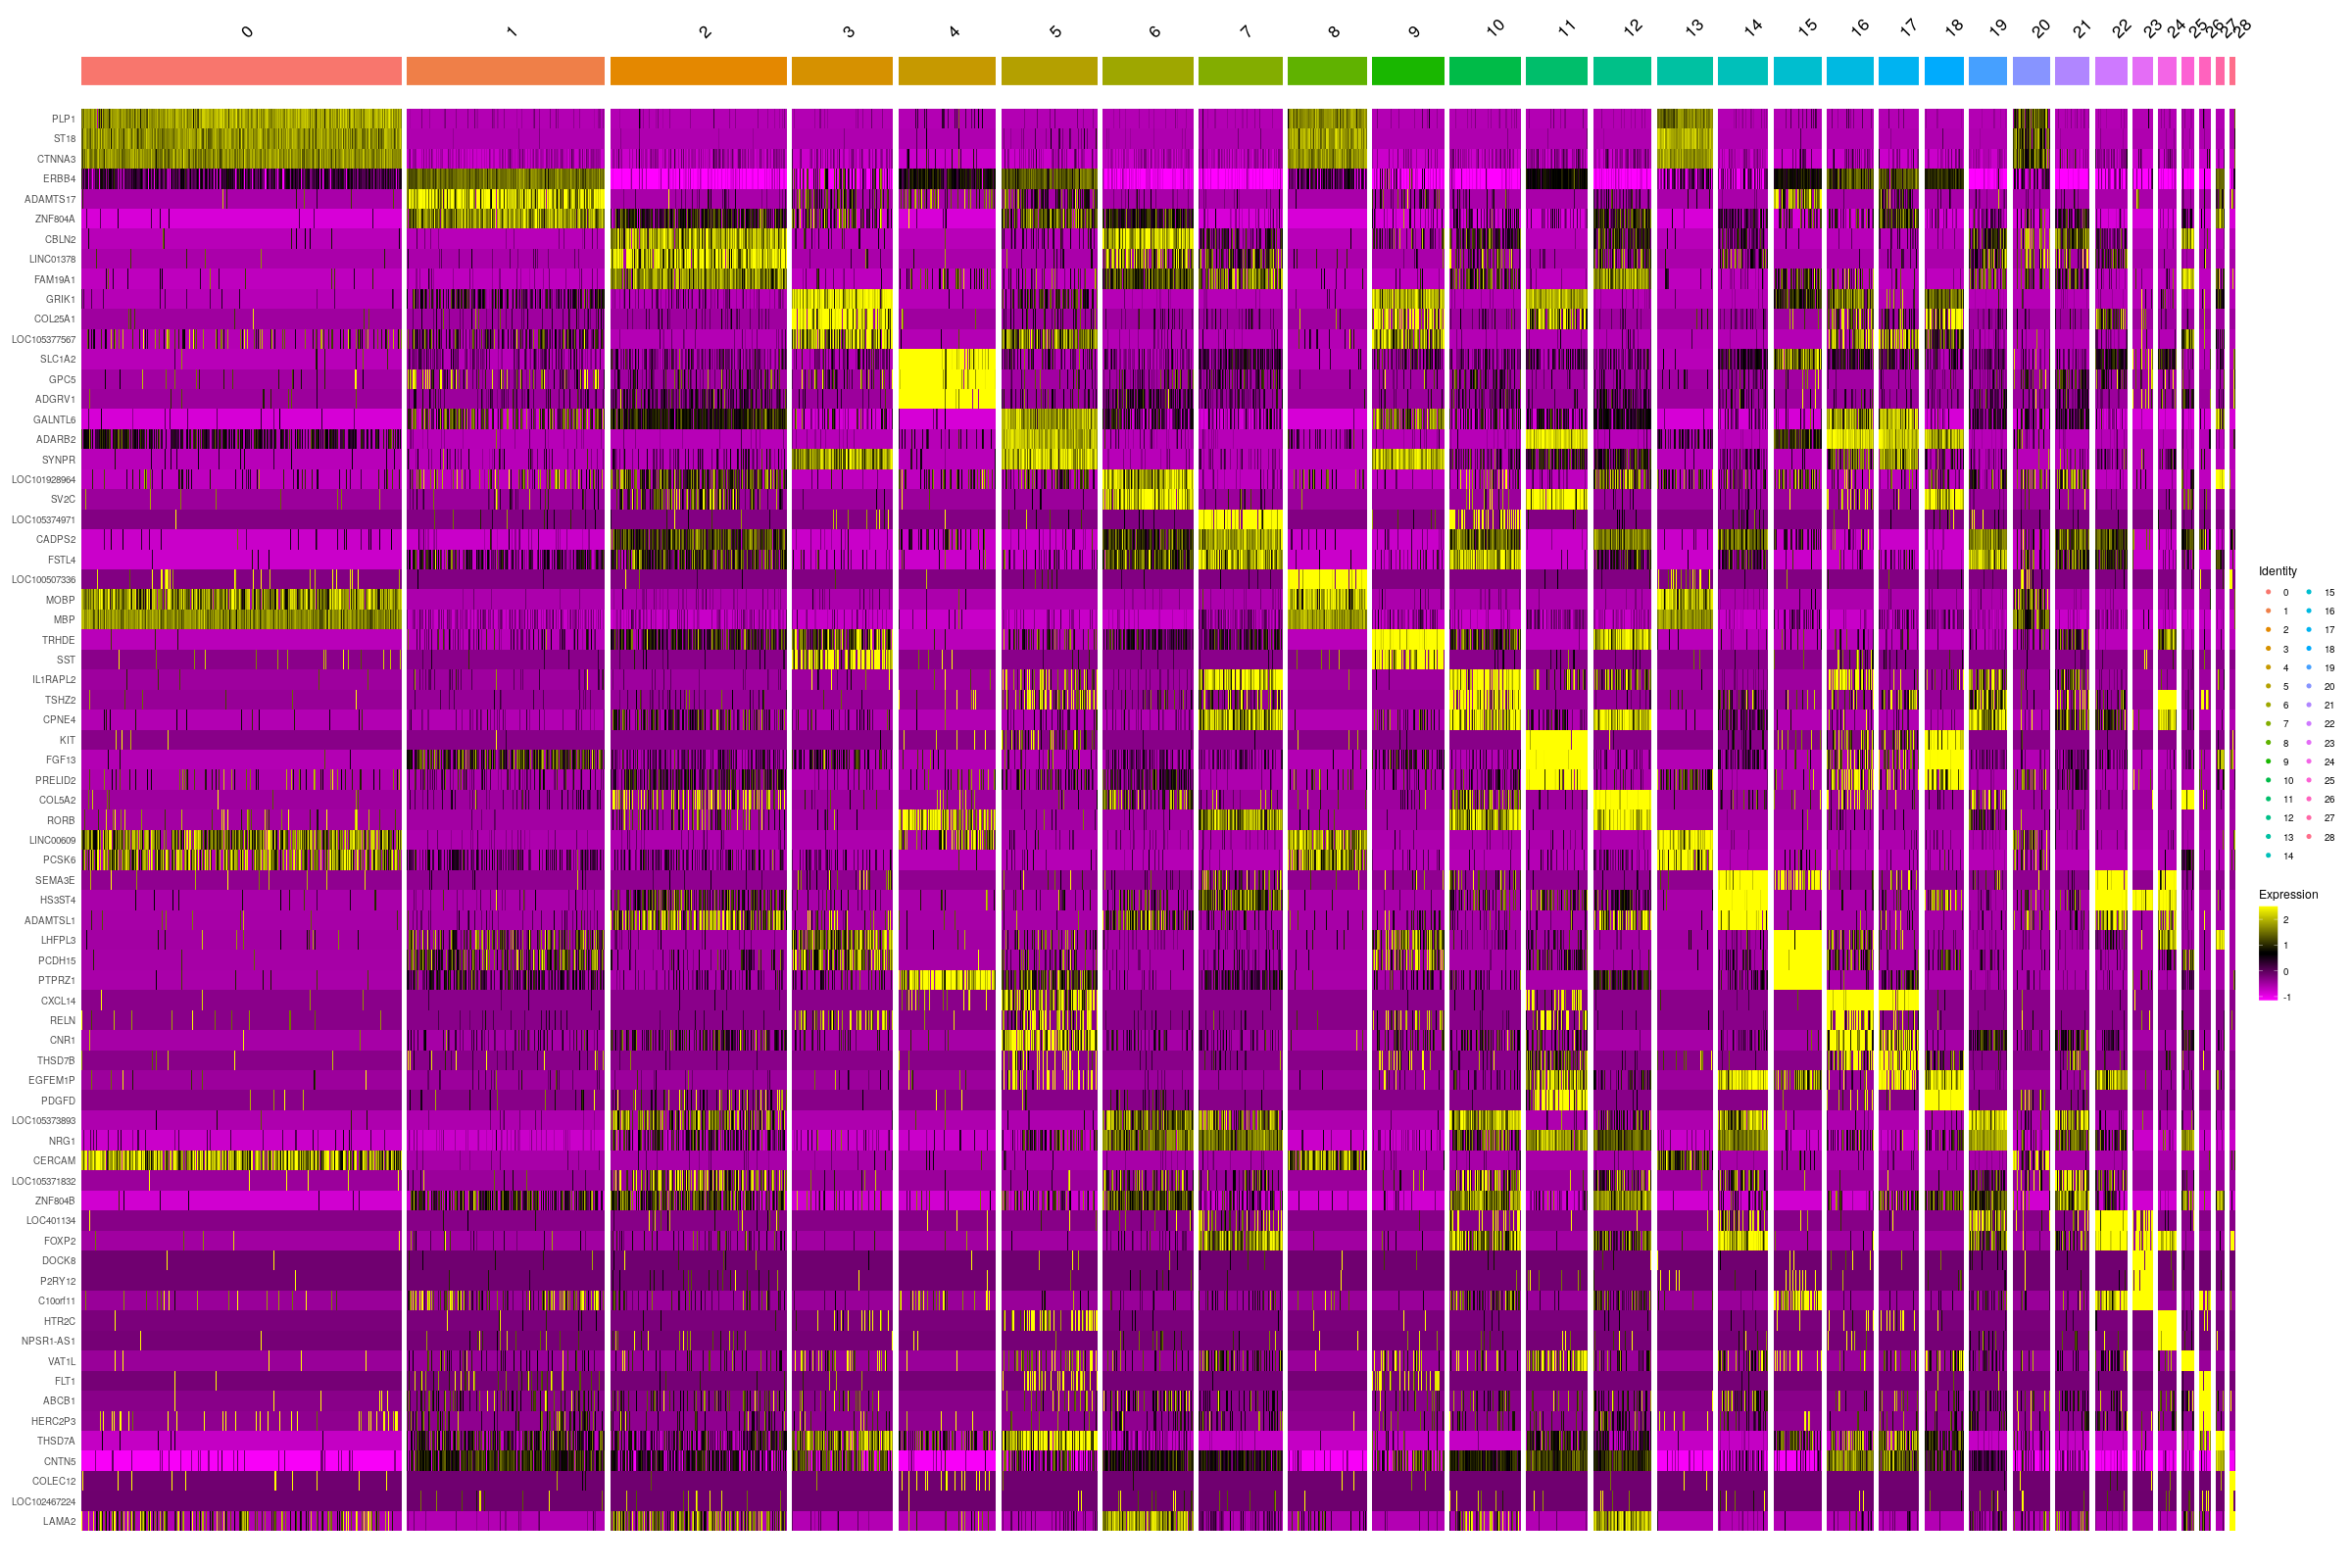 0 1 2 3 4 5 6 7 8 9 10 11 12 13 14 15 16 17 18 19 20 21 22 23 24 25 26 27 28
PLP1
ST18
CTNNA3
ERBB4
ADAMTS17
ZNF804A
CBLN2
LINC01378
FAM19A1
GRIK1
COL25A1
LOC105377567
SLC1A2
GPC5
ADGRV1
GALNTL6
ADARB2
SYNPR
LOC101928964
SV2C
LOC105374971
CADPS2
FSTL4
LOC100507336
MOBP
MBP
TRHDE
SST
IL1RAPL2
TSHZ2
CPNE4
KIT
FGF13
PRELID2
COL5A2
RORB
LINC00609
PCSK6
SEMA3E
HS3ST4
ADAMTSL1
LHFPL3
PCDH15
PTPRZ1
CXCL14
RELN
CNR1
THSD7B
EGFEM1P
PDGFD
LOC105373893
NRG1
CERCAM
LOC105371832
ZNF804B
LOC401134
FOXP2
DOCK8
P2RY12
C10orf11
HTR2C
NPSR1-AS1
VAT1L
FLT1
ABCB1
HERC2P3
THSD7A
CNTN5
COLEC12
LOC102467224
LAMA2
Identity
0 15
1 16
2 17
3 18
4 19
5 20
6 21
7 22
8 23
9 24
10 25
11 26
12 27
13 28
14
Expression
2
1
0
-1